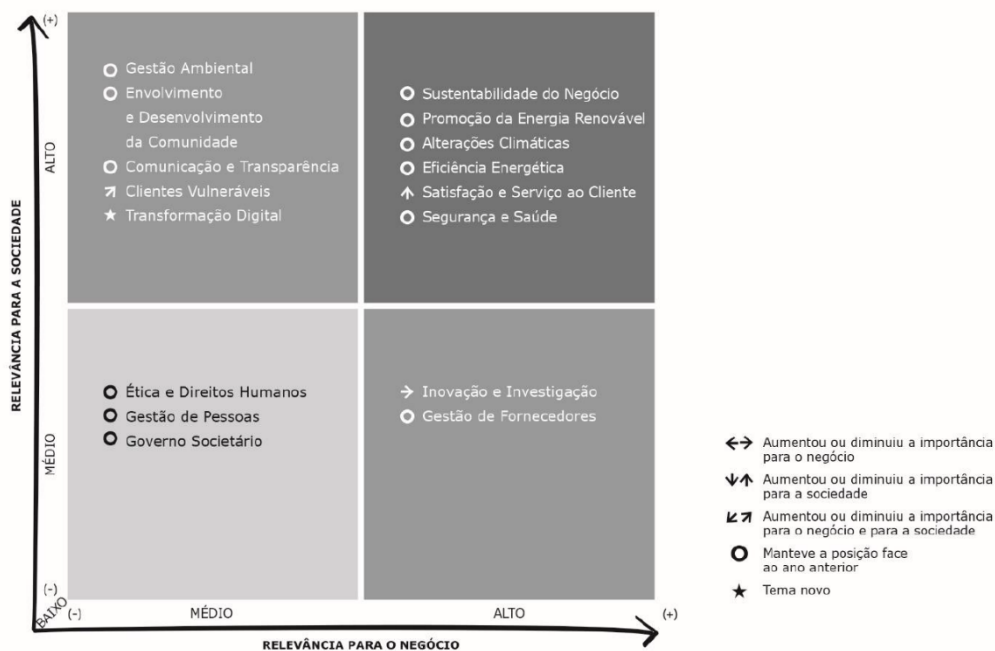 (+)
Gestão Ambiental
Envolvimento
e Desenvolvimento
da Comunidade
Comunicação e Transparência
Clientes Vulneráveis
Transformação Digital
Sustentabilidade do Negócio
Promoção da Energia Renovável
Alterações Climáticas
Eficiência Energética
Satisfação e Serviço ao Cliente
Segurança e Saúde
ALTO
RELEVÂNCIA PARA A SOCIEDADE
Ética e Direitos Humanos
Gestão de Pessoas
Governo Societário
Inovação e Investigação
Gestão de Fornecedores
MÉDIO
(-)
BAIXO
(-)
MÉDIO
ALTO
(+)
RELEVÂNCIA PARA O NEGÓCIO
Aumentou ou diminuiu a importância
para o negócio
Aumentou ou diminuiu a importância
para a sociedade
Aumentou ou diminuiu a importância
para o negócio e para a sociedade
Manteve a posição face
ao ano anterior
Tema novo